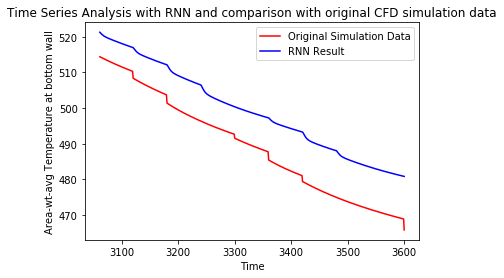 Time Series Analysis with RNN and comparison with original CFD simulation data
Original Simulation Data
RNN Result
Area-wt-avg Temperature at bottom wall
520
510
500
490
480
470
3100
3200
3300
3400
3500
3600
Time